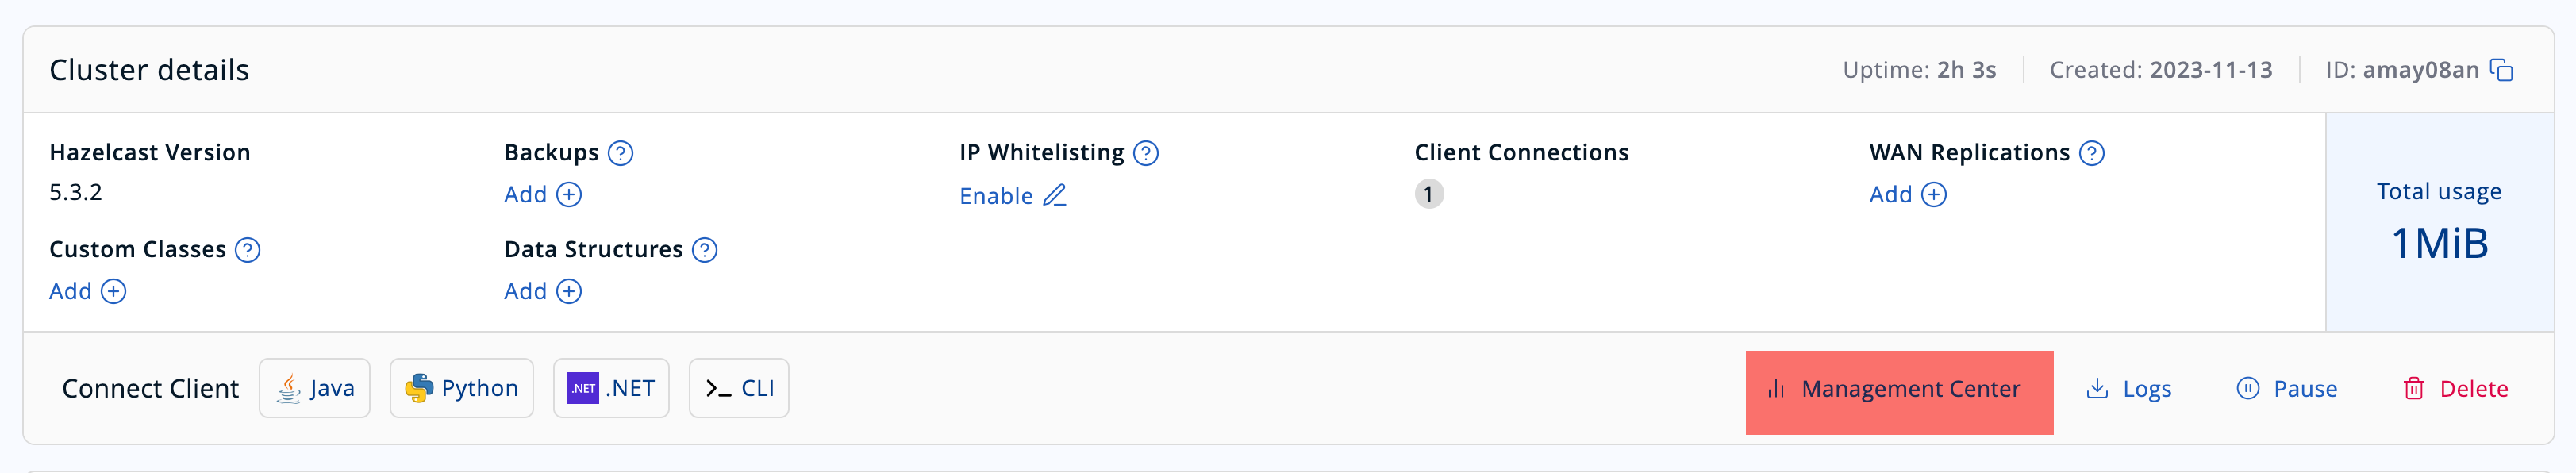 Cluster details
Uptime: 2h 3s
Created: 2023-11-13
ID: amay08an
Hazelcast Version
5.3.2
Backups ?
Add
IP Whitelisting ?
Enable
Client Connections
1
WAN Replications ?
Add
Custom Classes ?
Add
Data Structures ?
Add
Total usage
1MiB
Connect Client
Java
Python
.NET .NET
CLI
Management Center
Logs
Pause
Delete